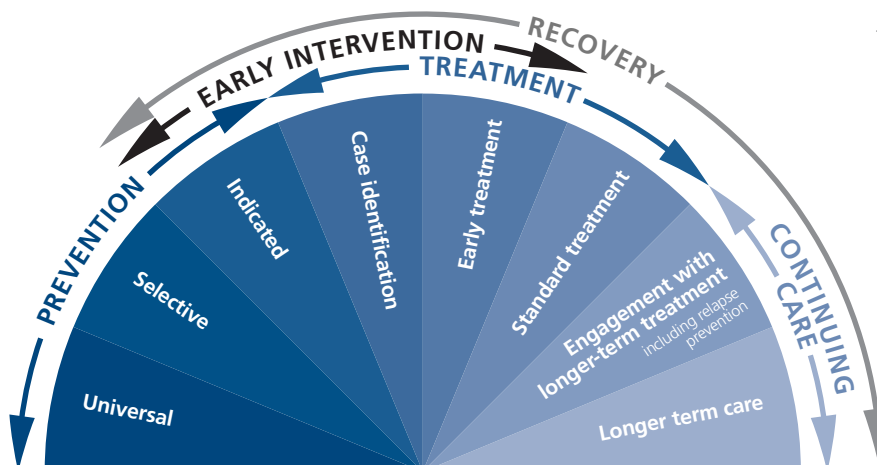 RECOVERY
EARLY INTERVENTION
TREATMENT
PREVENTION
CONTINUING
CARE
Universal
Selective
Indicated
Case identification
Early treatment
Standard treatment
Engagement with
longer-term treatment
including relapse
prevention
Longer term care